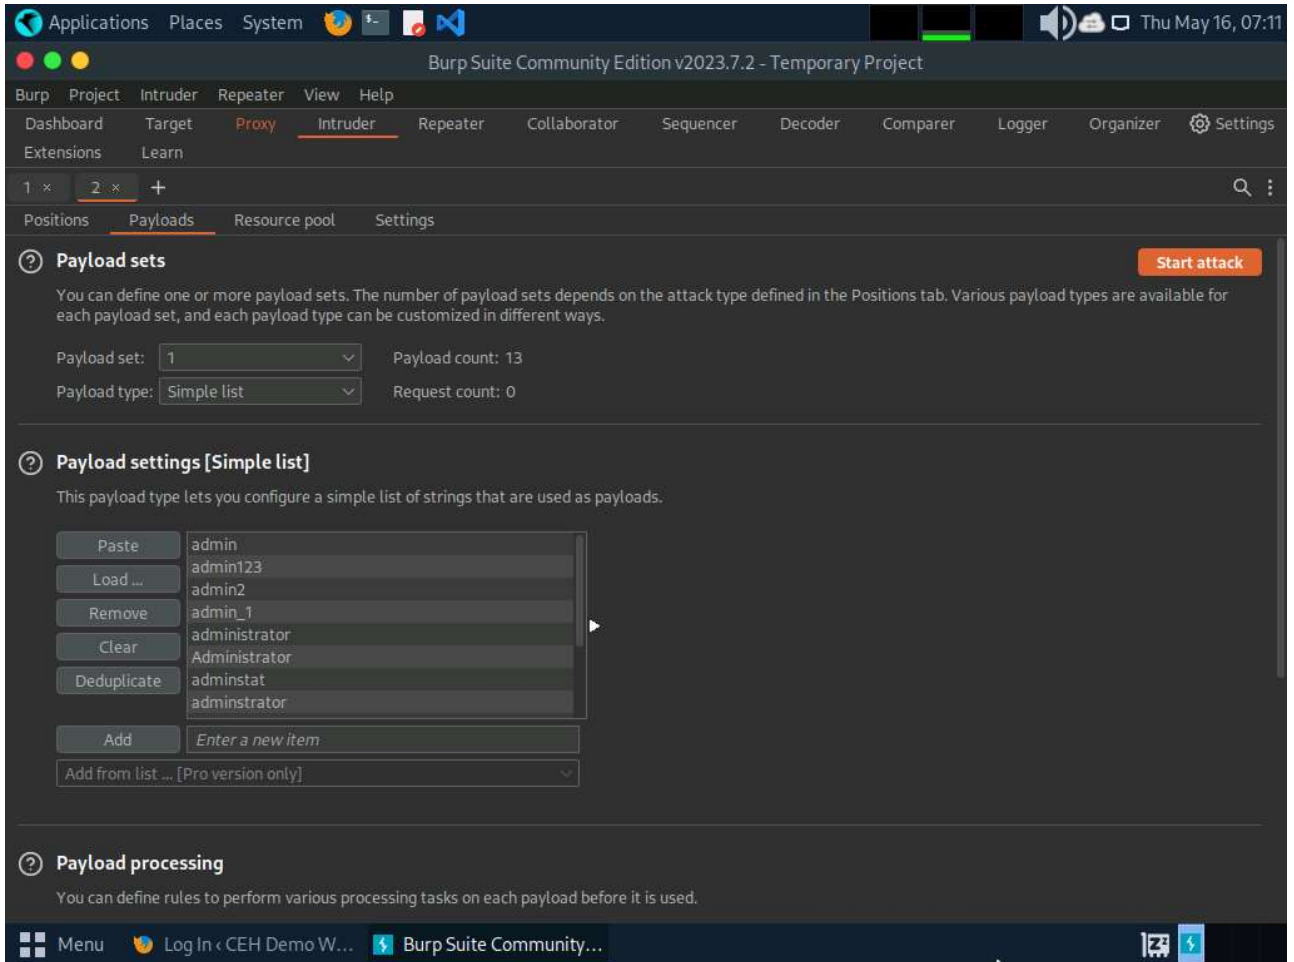 Applications Places System Thu May 16, 07:11
Burp Suite Community Edition v2023.7.2 - Temporary Project
Burp Project Intruder Repeater View Help
Dashboard Target Proxy Intruder Repeater Collaborator Sequencer Decoder Comparer Logger Organizer Settings
Extensions Learn
1 × 2 × +
Positions Payloads Resource pool Settings
? Payload sets Start attack
You can define one or more payload sets. The number of payload sets depends on the attack type defined in the Positions tab. Various payload types are available for
each payload set, and each payload type can be customized in different ways.
Payload set: 1 Payload count: 13
Payload type: Simple list Request count: 0
? Payload settings [Simple list]
This payload type lets you configure a simple list of strings that are used as payloads.
Paste
Load ...
Remove
Clear
Deduplicate
admin
admin123
admin2
admin_1
administrator
Administrator
adminstat
adminstrator
Add Enter a new item
Add from list ... [Pro version only]
? Payload processing
You can define rules to perform various processing tasks on each payload before it is used.
Menu Log In ‹ CEH Demo W... Burp Suite Community...